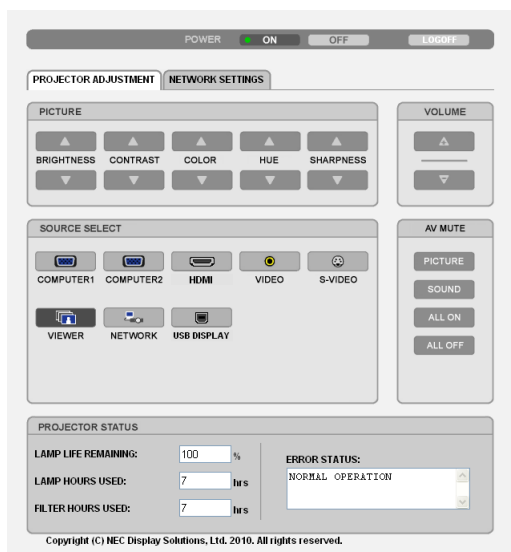 POWER ON OFF LOGOFF
PROJECTOR ADJUSTMENT NETWORK SETTINGS
PICTURE
BRIGHTNESS CONTRAST COLOR HUE SHARPNESS
VOLUME
SOURCE SELECT
COMPUTER1 COMPUTER2 HDMI VIDEO S-VIDEO
VIEWER NETWORK USB DISPLAY
AV MUTE
PICTURE
SOUND
ALL ON
ALL OFF
PROJECTOR STATUS
LAMP LIFE REMAINING: 100 %
LAMP HOURS USED: 7 hrs
FILTER HOURS USED: 7 hrs
ERROR STATUS:
NORMAL OPERATION
Copyright (C) NEC Display Solutions, Ltd. 2010. All rights reserved.